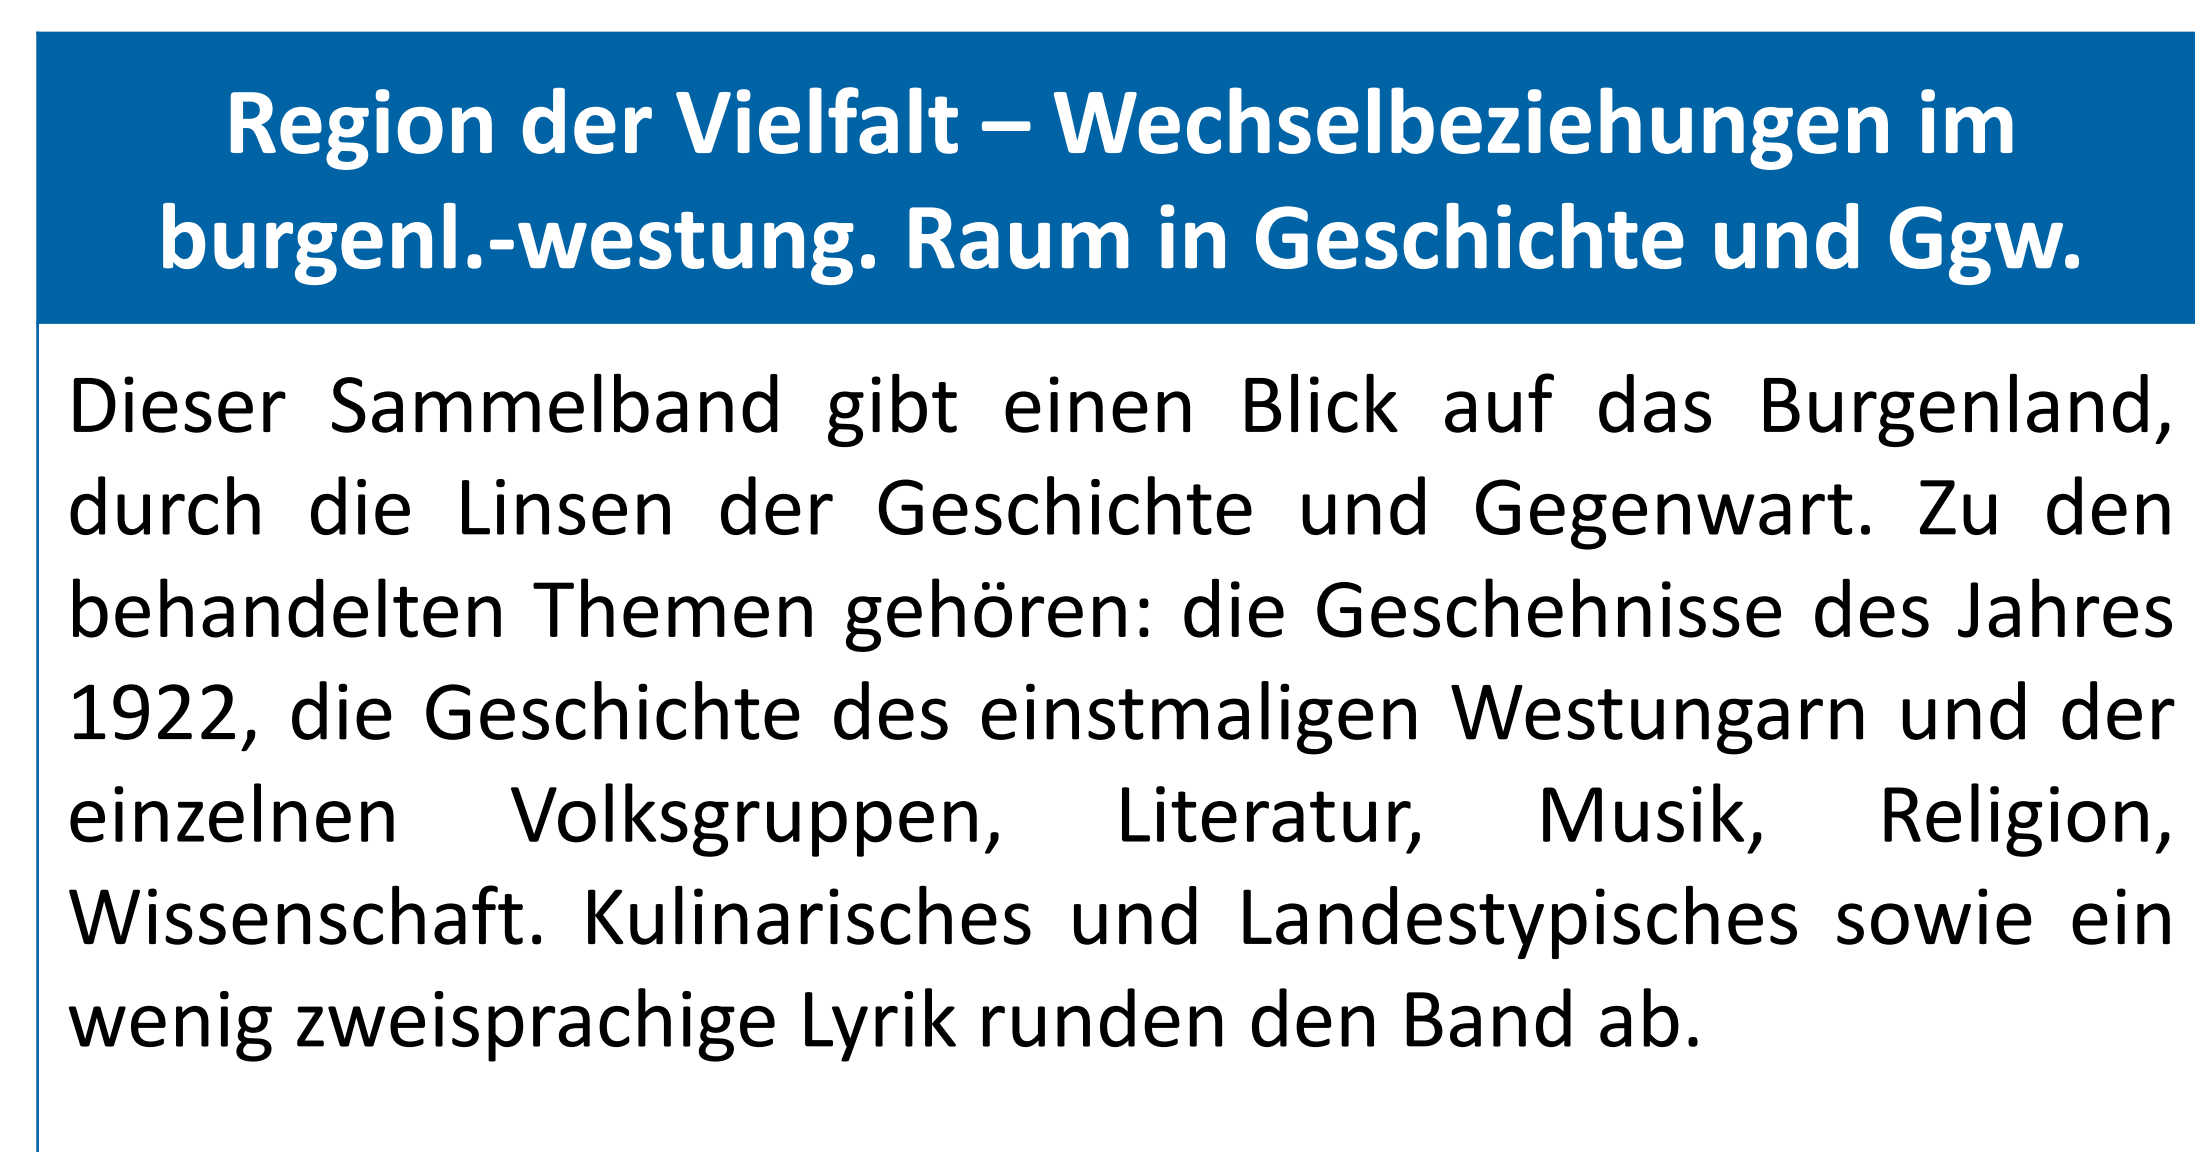 Region der Vielfalt – Wechselbeziehungen im
burgenl.-westung. Raum in Geschichte und Ggw.
Dieser Sammelband gibt einen Blick auf das Burgenland,
durch die Linsen der Geschichte und Gegenwart. Zu den
behandelten Themen gehören: die Geschehnisse des Jahres
1922, die Geschichte des einstmaligen Westungarn und der
einzelnen Volksgruppen, Literatur, Musik, Religion,
Wissenschaft. Kulinarisches und Landestypisches sowie ein
wenig zweisprachige Lyrik runden den Band ab.